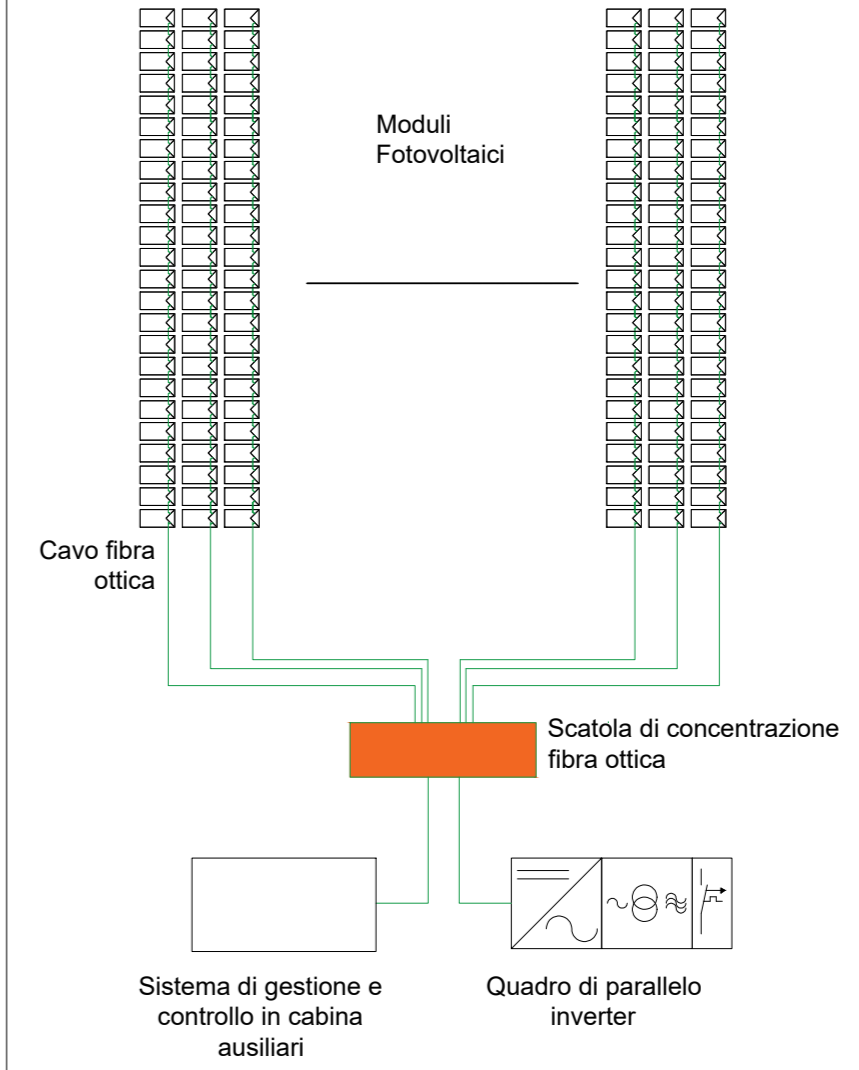 Moduli
Fotovoltaici
Cavo fibra
ottica
Scatola di concentrazione
fibra ottica
Sistema di gestione e
controllo in cabina
ausiliari
Quadro di parallelo
inverter